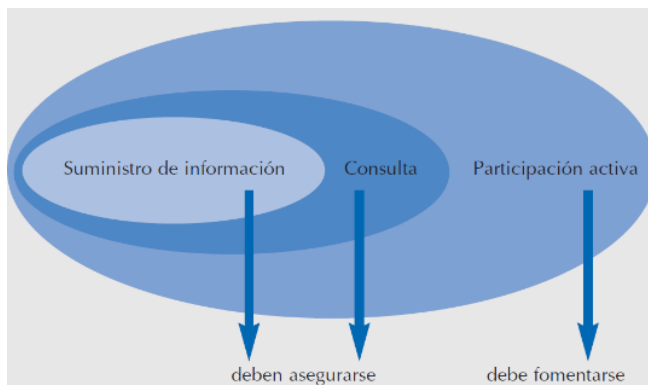 Suministro de información Consulta Participación activa
deben asegurarse debe fomentarse